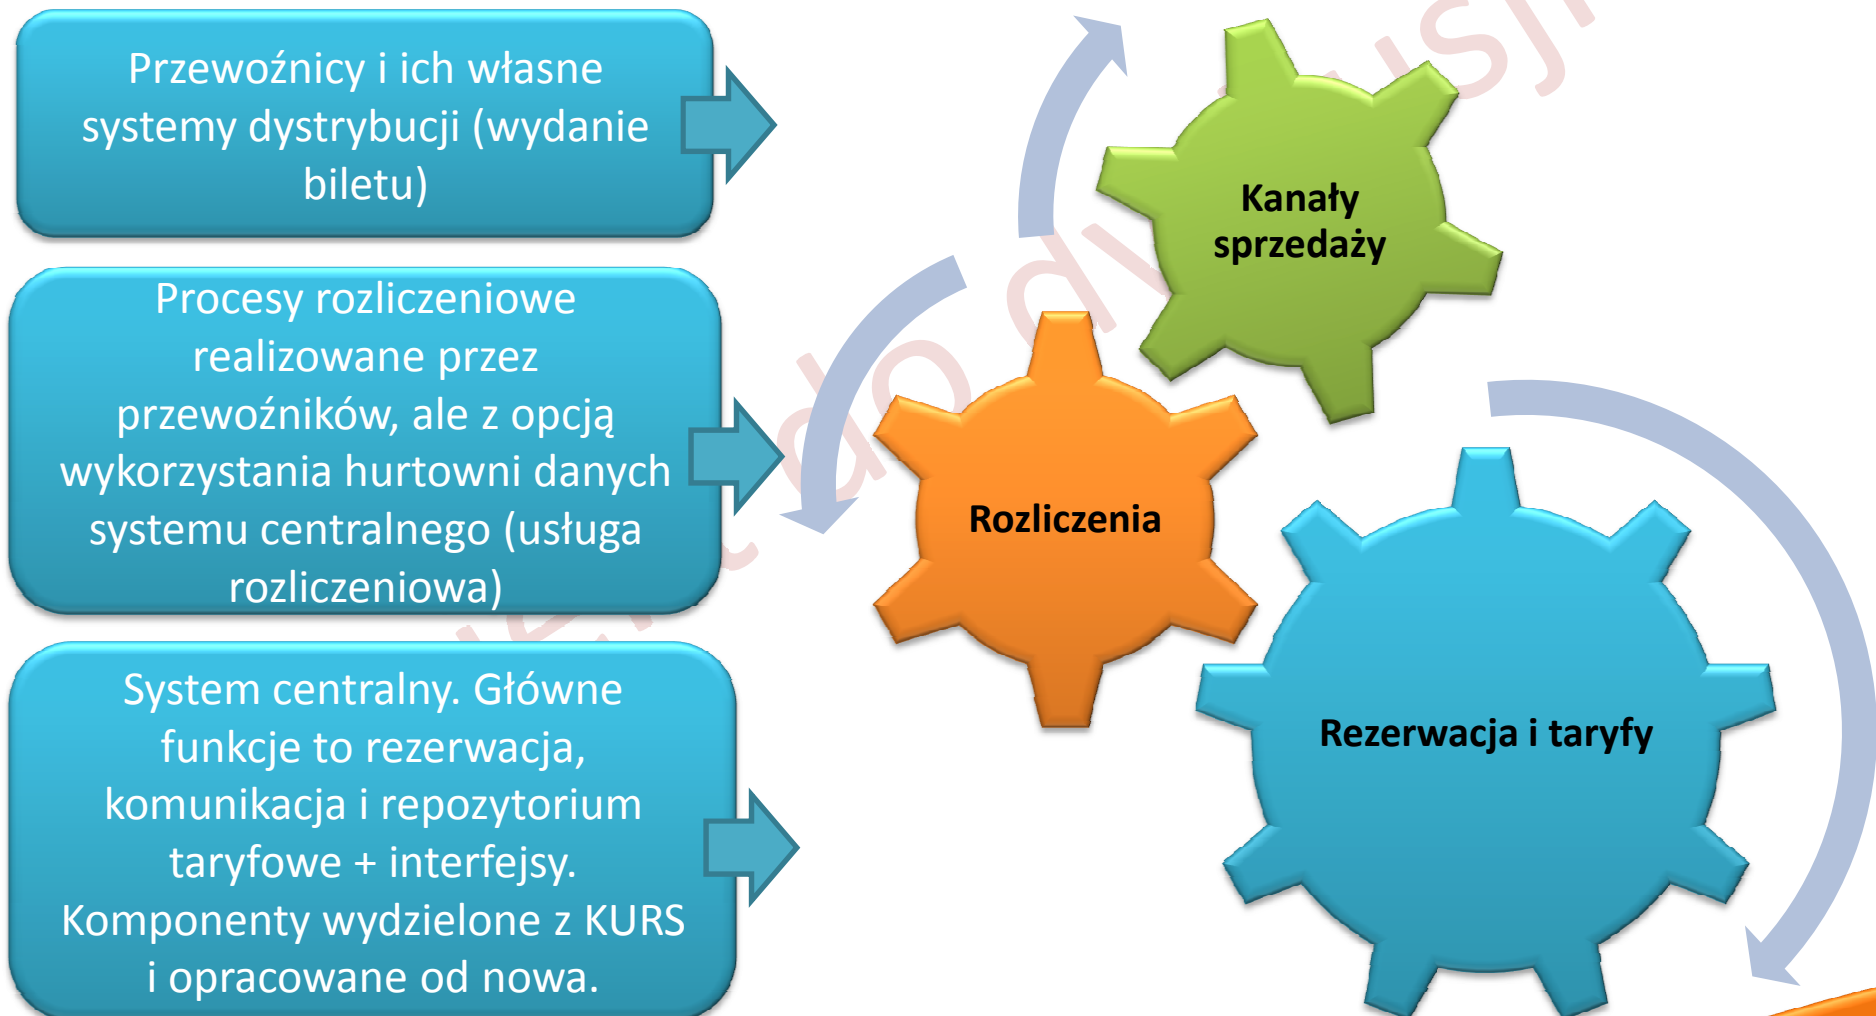 Przewoźnicy i ich własne
systemy dystrybucji (wydanie
biletu)
Procesy rozliczeniowe
realizowane przez
przewoźników, ale z opcją
wykorzystania hurtowni danych
systemu centralnego (usługa
rozliczeniowa)
System centralny. Główne
funkcje to rezerwacja,
komunikacja i repozytorium
taryfowe + interfejsy.
Komponenty wydzielone z KURS
i opracowane od nowa.
Kanały
sprzedaży
Rozliczenia
Rezerwacja i taryfy
do